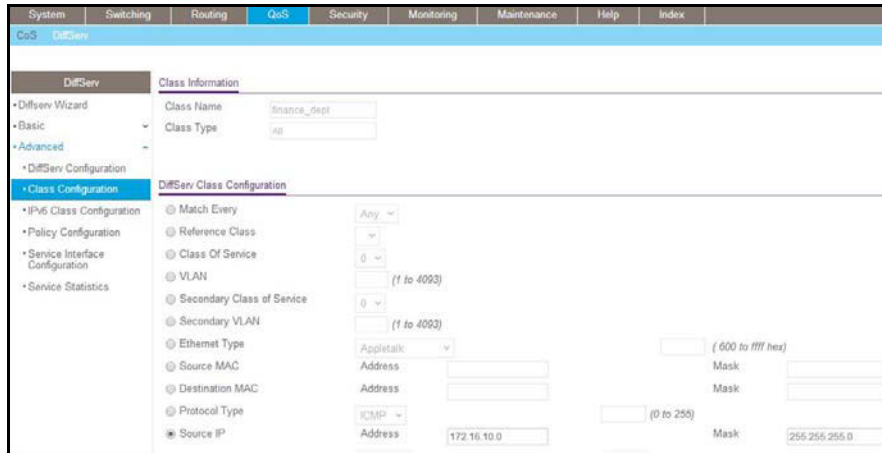 System Switching Routing QoS Security Monitoring Maintenance Help Index
CoS DiffServ
DiffServ
Diffserv Wizard
Basic
Advanced
DiffServ Configuration
Class Configuration
IPv6 Class Configuration
Policy Configuration
Service Interface
Configuration
Service Statistics
Class Information
Class Name finance_dept
Class Type All
DiffServ Class Configuration
Match Every Any
Reference Class
Class Of Service 0
VLAN (1 to 4093)
Secondary Class of Service 0
Secondary VLAN (1 to 4093)
Ethernet Type Appletalk ( 600 to ffff hex)
Source MAC Address Mask
Destination MAC Address Mask
Protocol Type ICMP (0 to 255)
Source IP Address 172.16.10.0 Mask 255.255.255.0